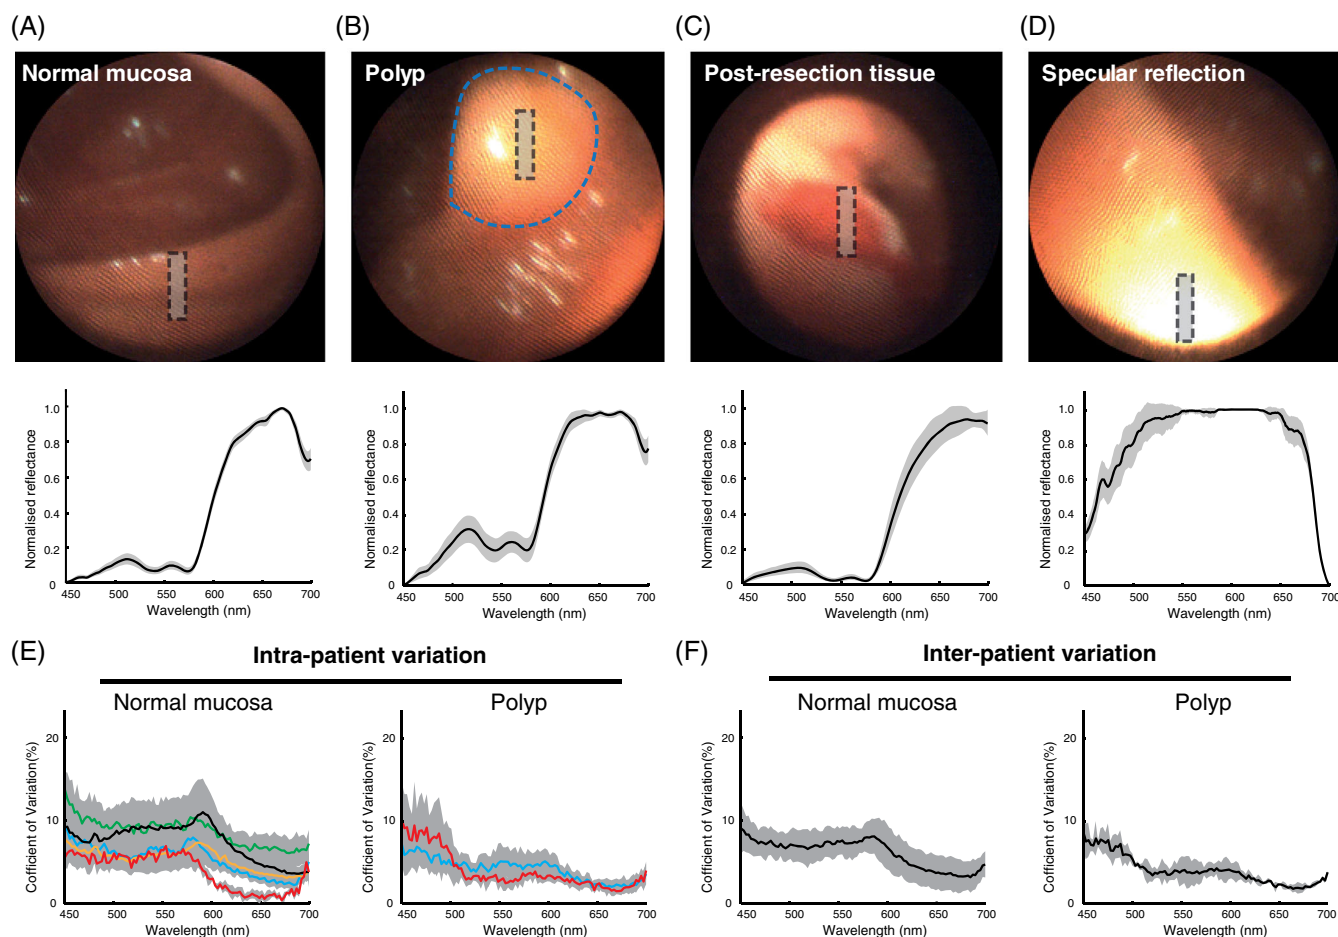 (A)
(B)
(C)
(D)
Normal mucosa
Polyp
Post-resection tissue
Specular reflection
Normalised reflectance
1.0
0.8
0.6
0.4
0.2
0
450 500 550 600 650 700
Wavelength (nm)
Normalised reflectance
1.0
0.8
0.6
0.4
0.2
0
450 500 550 600 650 700
Wavelength (nm)
Normalised reflectance
1.0
0.8
0.6
0.4
0.2
0
450 500 550 600 650 700
Wavelength (nm)
Normalised reflectance
1.0
0.8
0.6
0.4
0.2
0
450 500 550 600 650 700
Wavelength (nm)
(E)
Intra-patient variation
Normal mucosa
Cofficient of Variation(%)
20
10
0
450 500 550 600 650 700
Wavelength (nm)
Polyp
Cofficient of Variation(%)
20
10
0
450 500 550 600 650 700
Wavelength (nm)
(F)
Inter-patient variation
Normal mucosa
Cofficient of Variation(%)
20
10
0
450 500 550 600 650 700
Wavelength (nm)
Polyp
Cofficient of Variation(%)
20
10
0
450 500 550 600 650 700
Wavelength (nm)